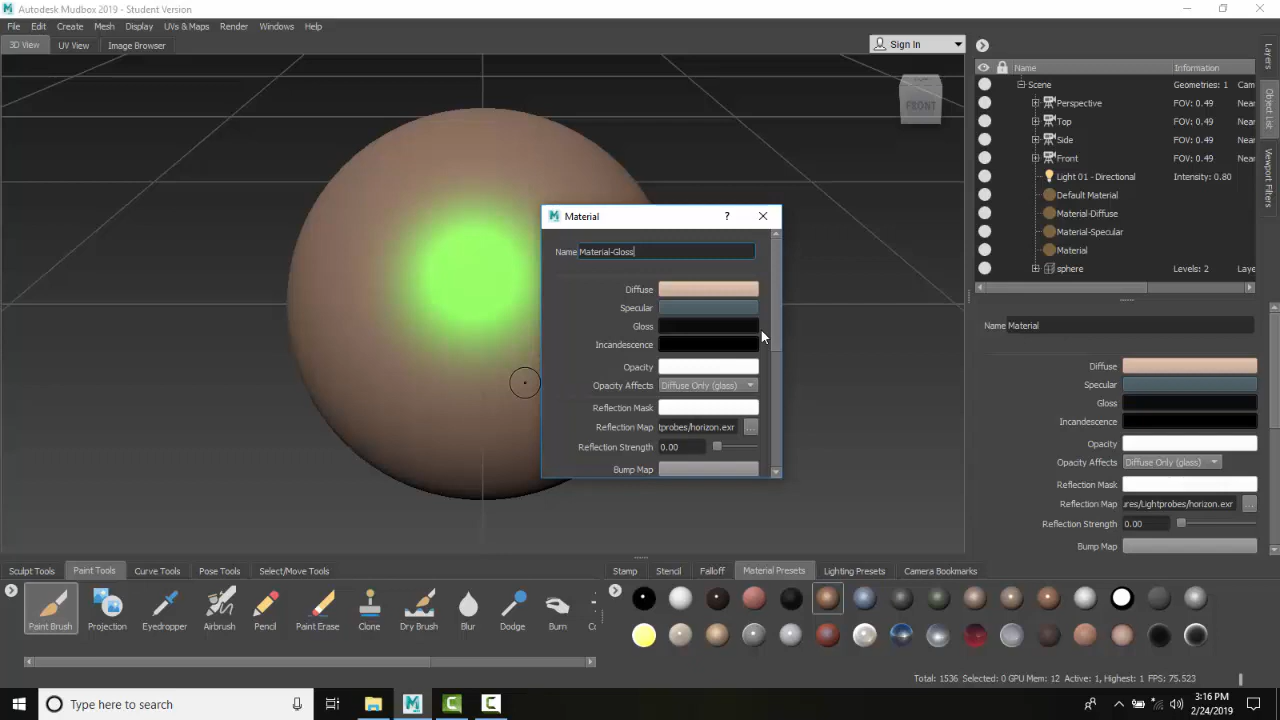 Autodesk Mudbox 2019 - Student Version
File Edit Create Mesh Display UVs & Maps Render Windows Help
3D View UV View Image Browser
Sign In
FRONT
Name Information
Scene Geometries: 1 Cam
Perspective FOV: 0.49 Near
Top FOV: 0.49 Near
Side FOV: 0.49 Near
Front FOV: 0.49 Near
Light 01 - Directional Intensity: 0.80
Default Material
Material-Diffuse
Material-Specular
Material
sphere Levels: 2 Laye
Layers
Object List
Viewport Filters
Material ?
Name Material-Gloss
Diffuse
Specular
Gloss
Incandescence
Opacity
Opacity Affects Diffuse Only (glass)
Reflection Mask
Reflection Map tprobes/horizon.exr ...
Reflection Strength 0.00
Bump Map
Name Material
Diffuse
Specular
Gloss
Incandescence
Opacity
Opacity Affects Diffuse Only (glass)
Reflection Mask
Reflection Map ures/Lightprobes/horizon.exr ...
Reflection Strength 0.00
Bump Map
Sculpt Tools Paint Tools Curve Tools Pose Tools Select/Move Tools
Paint Brush Projection Eyedropper Airbrush Pencil Paint Erase Clone Dry Brush Blur Dodge Burn Co
Stamp Stencil Falloff Material Presets Lighting Presets Camera Bookmarks
Total: 1536 Selected: 0 GPU Mem: 12 Active: 1, Highest: 1 FPS: 75.523
Type here to search
3:16 PM
2/24/2019